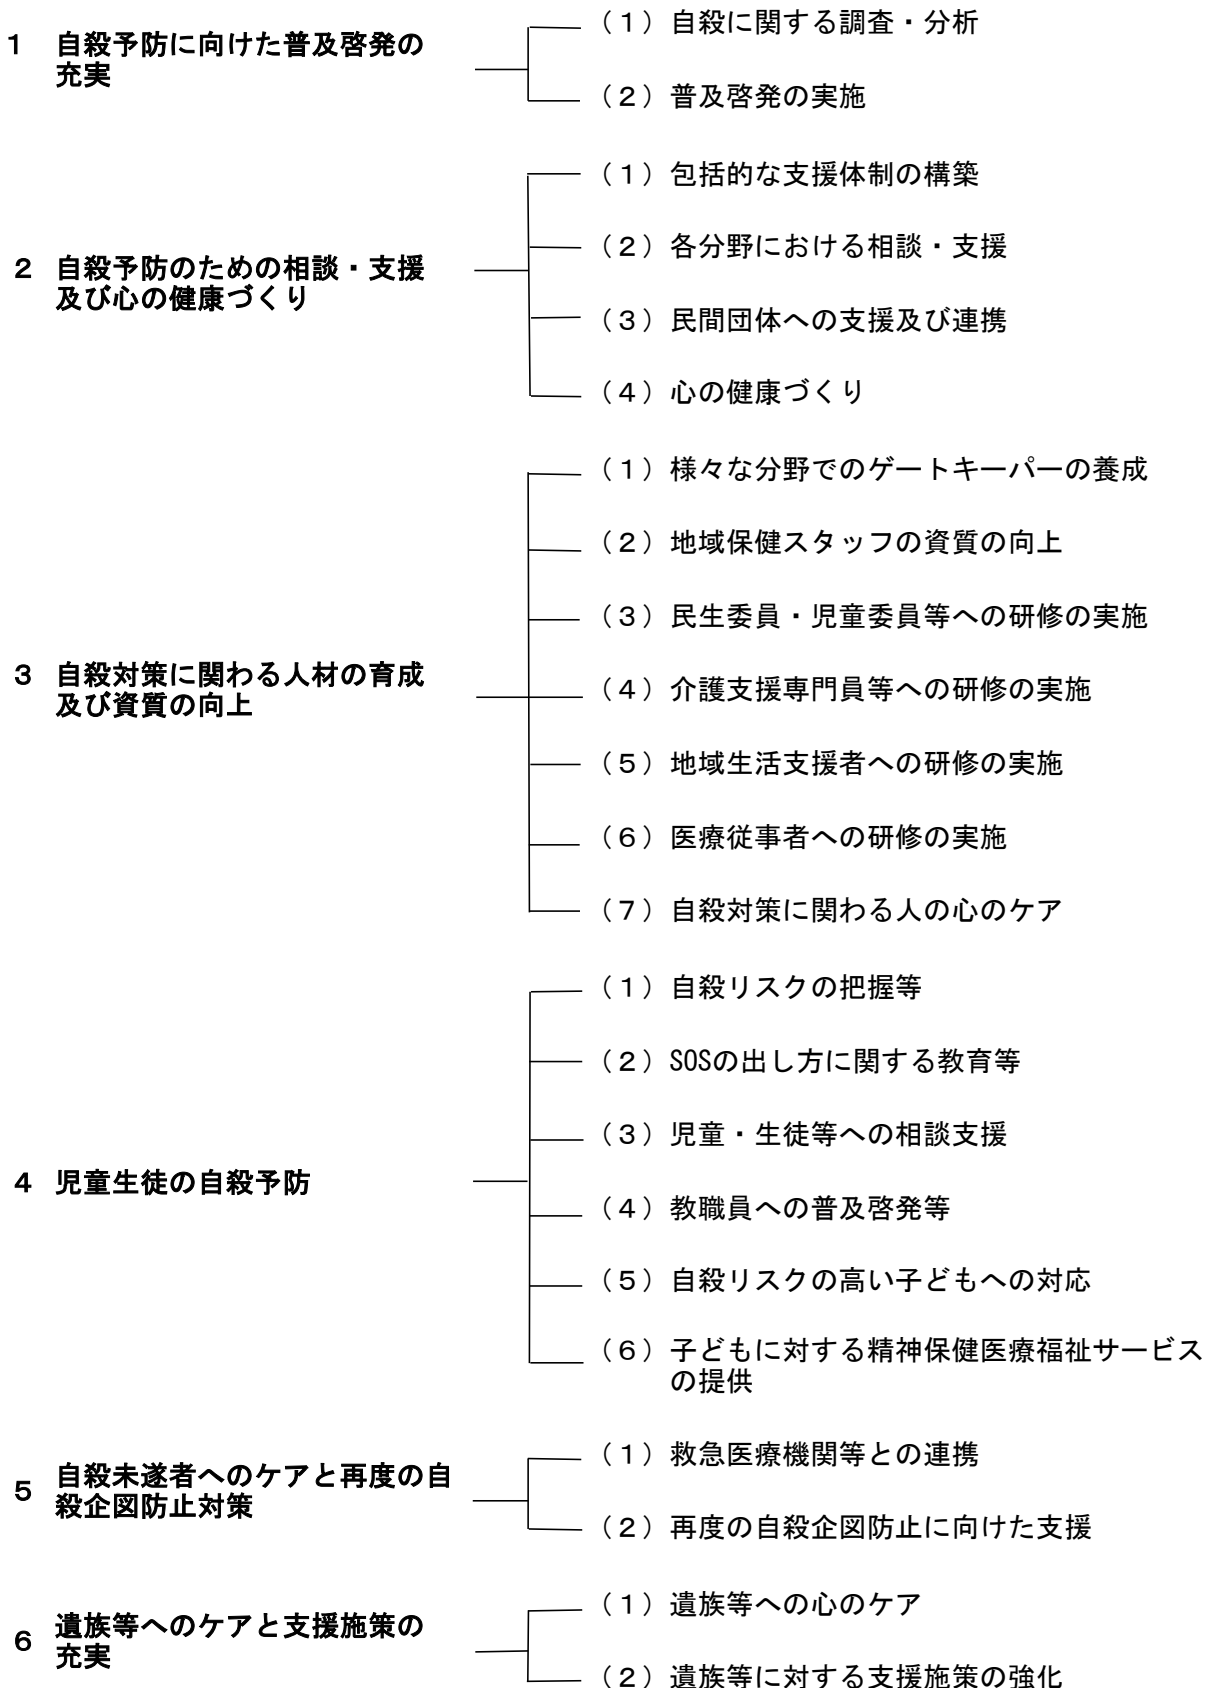 1 自殺予防に向けた普及啓発の
充実
(1)自殺に関する調査・分析
(2)普及啓発の実施
2 自殺予防のための相談・支援
及び心の健康づくり
(1)包括的な支援体制の構築
(2)各分野における相談・支援
(3)民間団体への支援及び連携
(4)心の健康づくり
3 自殺対策に関わる人材の育成
及び資質の向上
(1)様々な分野でのゲートキーパーの養成
(2)地域保健スタッフの資質の向上
(3)民生委員・児童委員等への研修の実施
(4)介護支援専門員等への研修の実施
(5)地域生活支援者への研修の実施
(6)医療従事者への研修の実施
(7)自殺対策に関わる人の心のケア
4 児童生徒の自殺予防
(1)自殺リスクの把握等
(2)SOSの出し方に関する教育等
(3)児童・生徒等への相談支援
(4)教職員への普及啓発等
(5)自殺リスクの高い子どもへの対応
(6)子どもに対する精神保健医療福祉サービス
の提供
5 自殺未遂者へのケアと再度の自
殺企図防止対策
(1)救急医療機関等との連携
(2)再度の自殺企図防止に向けた支援
6 遺族等へのケアと支援施策の
充実
(1)遺族等への心のケア
(2)遺族等に対する支援施策の強化